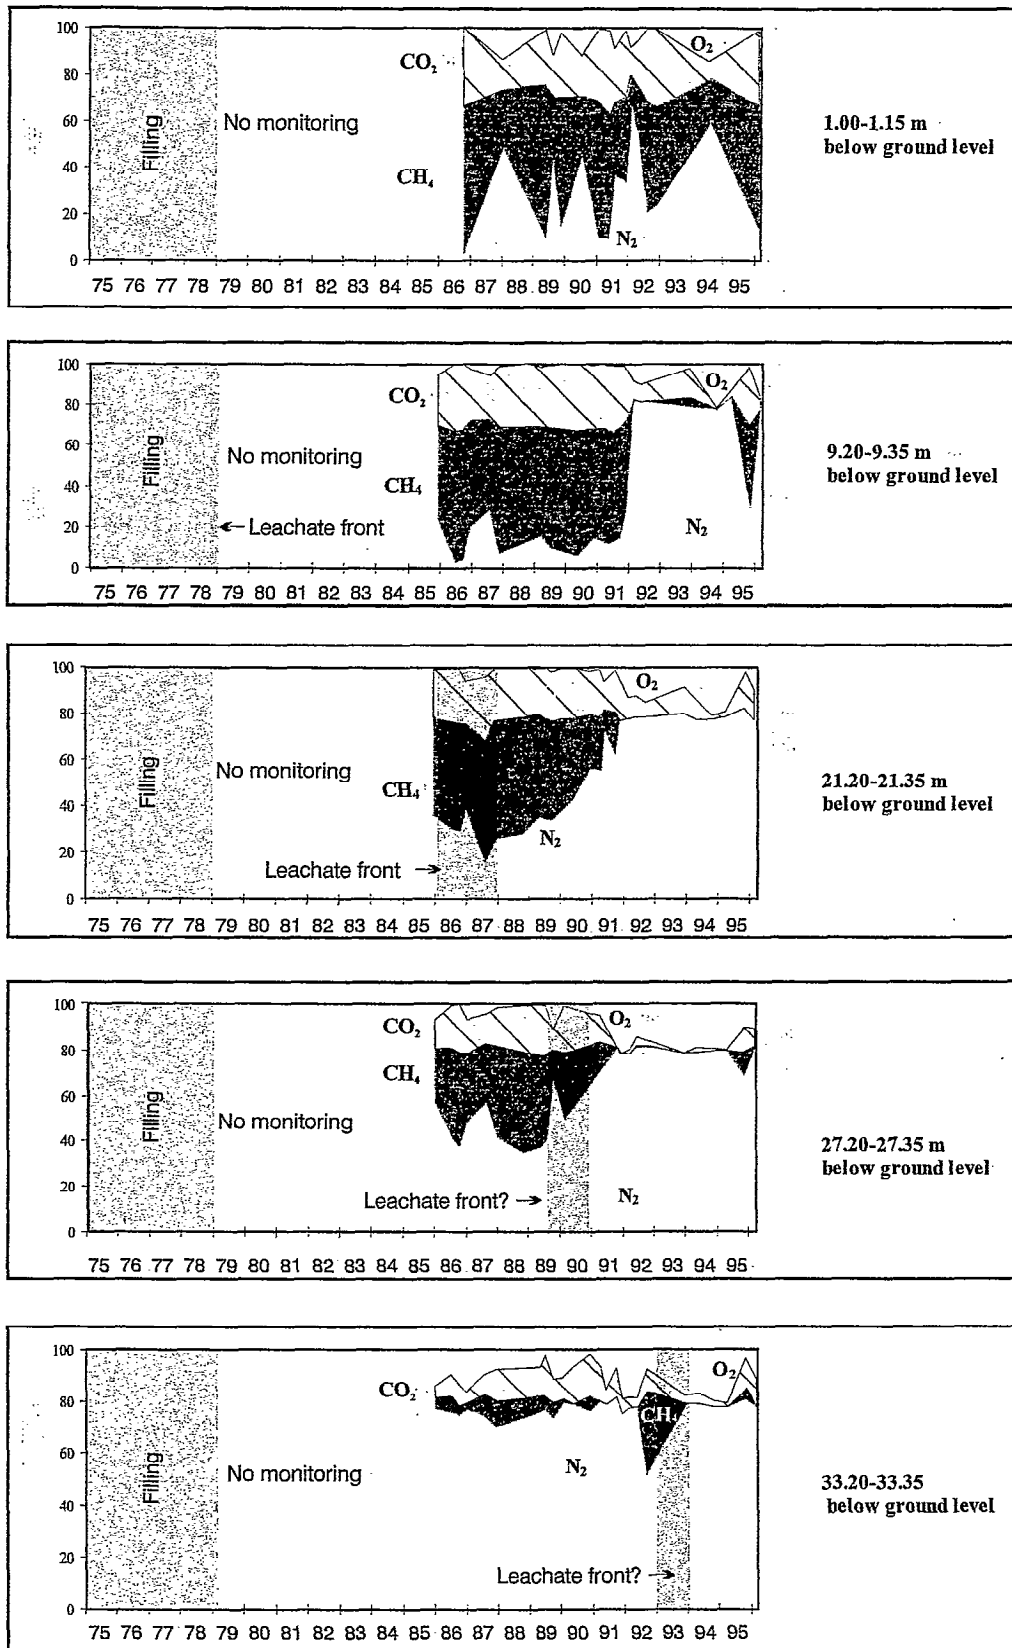 100
80
60
40
20
0
Filling
No monitoring
CO₂
CH₄
O₂
N₂
75 76 77 78 79 80 81 82 83 84 85 86 87 88 89 90 91 92 93 94 95
1.00-1.15 m
below ground level
100
80
60
40
20
0
Filling
No monitoring
← Leachate front
CO₂
CH₄
O₂
N₂
75 76 77 78 79 80 81 82 83 84 85 86 87 88 89 90 91 92 93 94 95
9.20-9.35 m
below ground level
100
80
60
40
20
0
Filling
No monitoring
CH₄
Leachate front →
O₂
N₂
75 76 77 78 79 80 81 82 83 84 85 86 87 88 89 90 91 92 93 94 95
21.20-21.35 m
below ground level
100
80
60
40
20
0
Filling
No monitoring
CO₂
CH₄
Leachate front? →
O₂
N₂
75 76 77 78 79 80 81 82 83 84 85 86 87 88 89 90 91 92 93 94 95
27.20-27.35 m
below ground level
100
80
60
40
20
0
Filling
No monitoring
CO₂
O₂
CH₄
N₂
Leachate front? →
75 76 77 78 79 80 81 82 83 84 85 86 87 88 89 90 91 92 93 94 95
33.20-33.35
below ground level